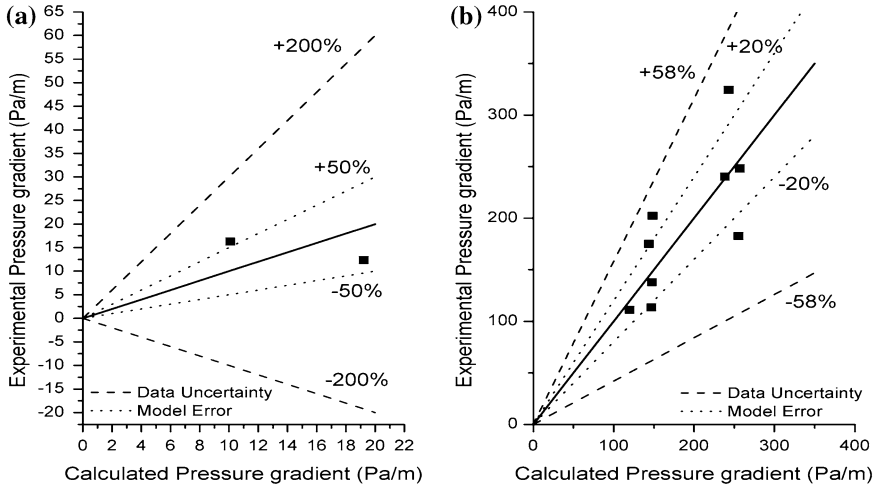 (a)
65
60
55
50
45
40
35
30
25
20
15
10
5
0
-5
-10
-15
-20
Experimental Pressure gradient (Pa/m)
+200%
+50%
-50%
-200%
Data Uncertainty
Model Error
0 2 4 6 8 10 12 14 16 18 20 22
Calculated Pressure gradient (Pa/m)
(b)
400
300
200
100
0
Experimental Pressure gradient (Pa/m)
+58%
+20%
-20%
-58%
Data Uncertainty
Model Error
0 100 200 300 400
Calculated Pressure gradient (Pa/m)